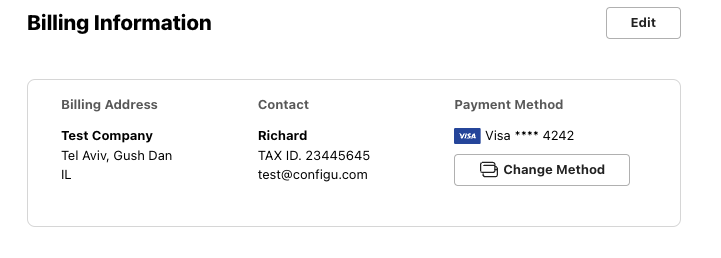 Billing Information
Edit
Billing Address
Test Company
Tel Aviv, Gush Dan
IL
Contact
Richard
TAX ID. 23445645
test@configu.com
Payment Method
VISA Visa **** 4242
Change Method